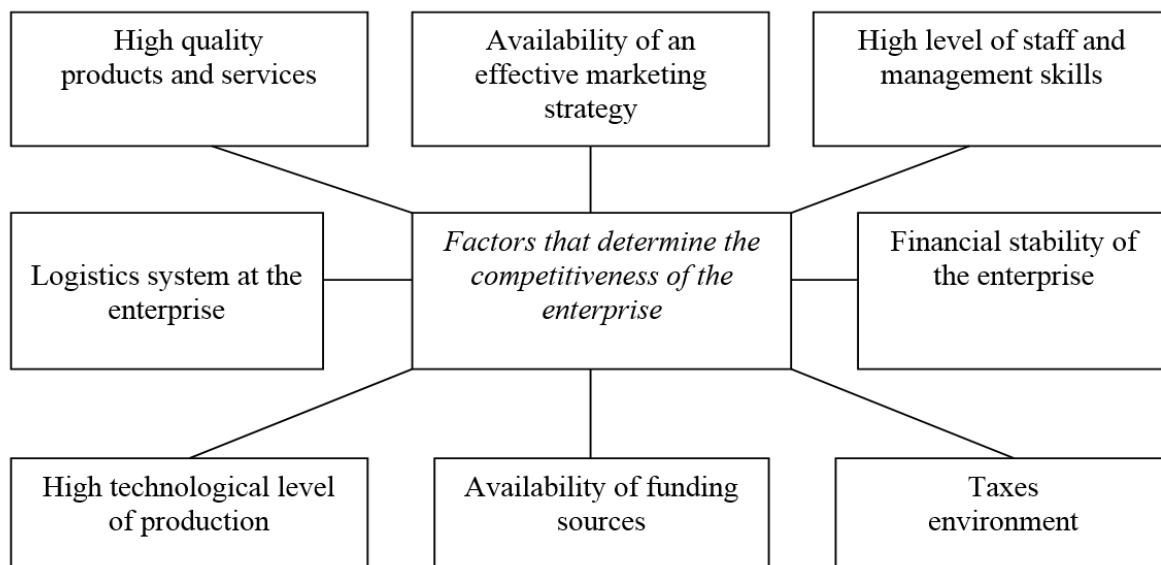 High quality
products and services
Availability of an
effective marketing
strategy
High level of staff and
management skills
Logistics system at the
enterprise
Factors that determine the
competitiveness of the
enterprise
Financial stability of
the enterprise
High technological level
of production
Availability of funding
sources
Taxes
environment